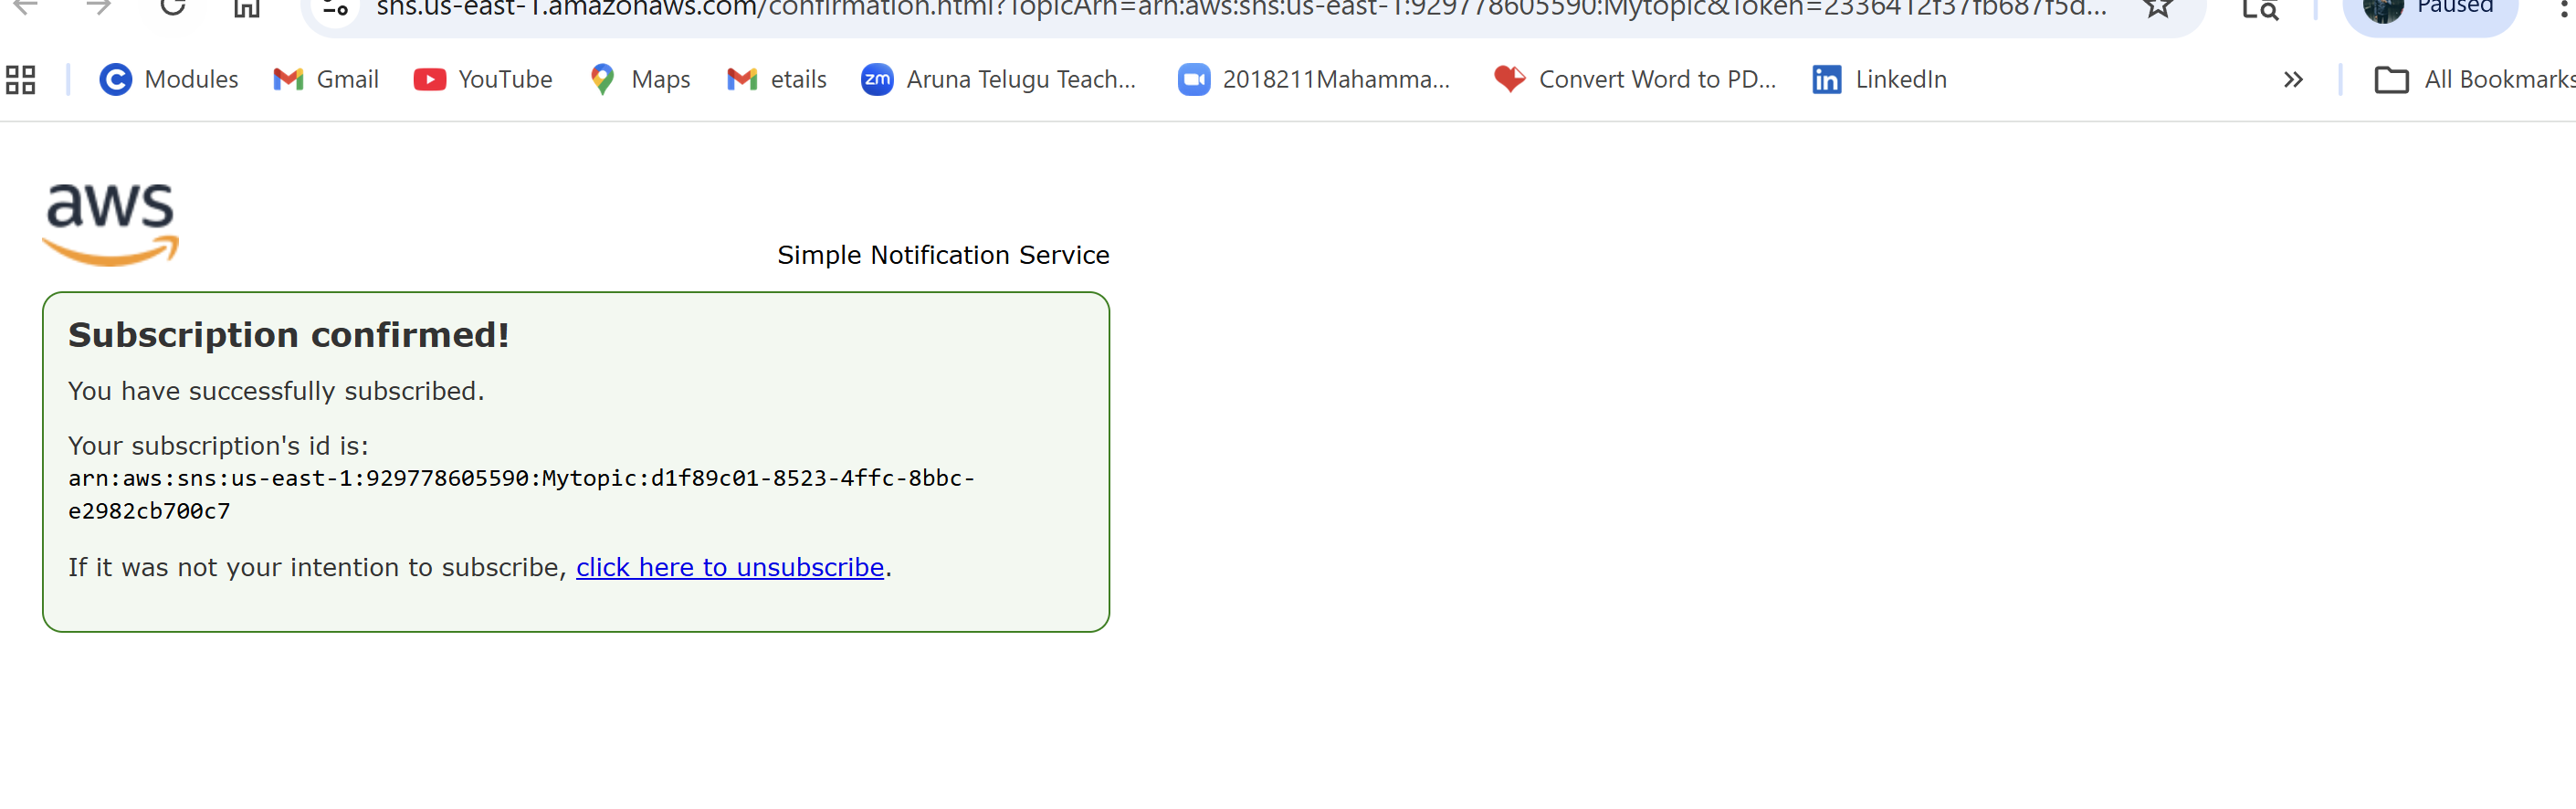 sns.us-east-1.amazonaws.com/confirmation.html?TopicArn=arn:aws:sns:us-east-1:929778605590:Mytopic&Token=2336412f37fb687f5d...
Paused
Modules
Gmail
YouTube
Maps
etails
zm
Aruna Telugu Teach...
2018211Mahamma...
Convert Word to PD...
in
LinkedIn
»
All Bookmarks
aws
Simple Notification Service
Subscription confirmed!
You have successfully subscribed.
Your subscription's id is:
arn:aws:sns:us-east-1:929778605590:Mytopic:d1f89c01-8523-4ffc-8bbc-
e2982cb700c7
If it was not your intention to subscribe, click here to unsubscribe.